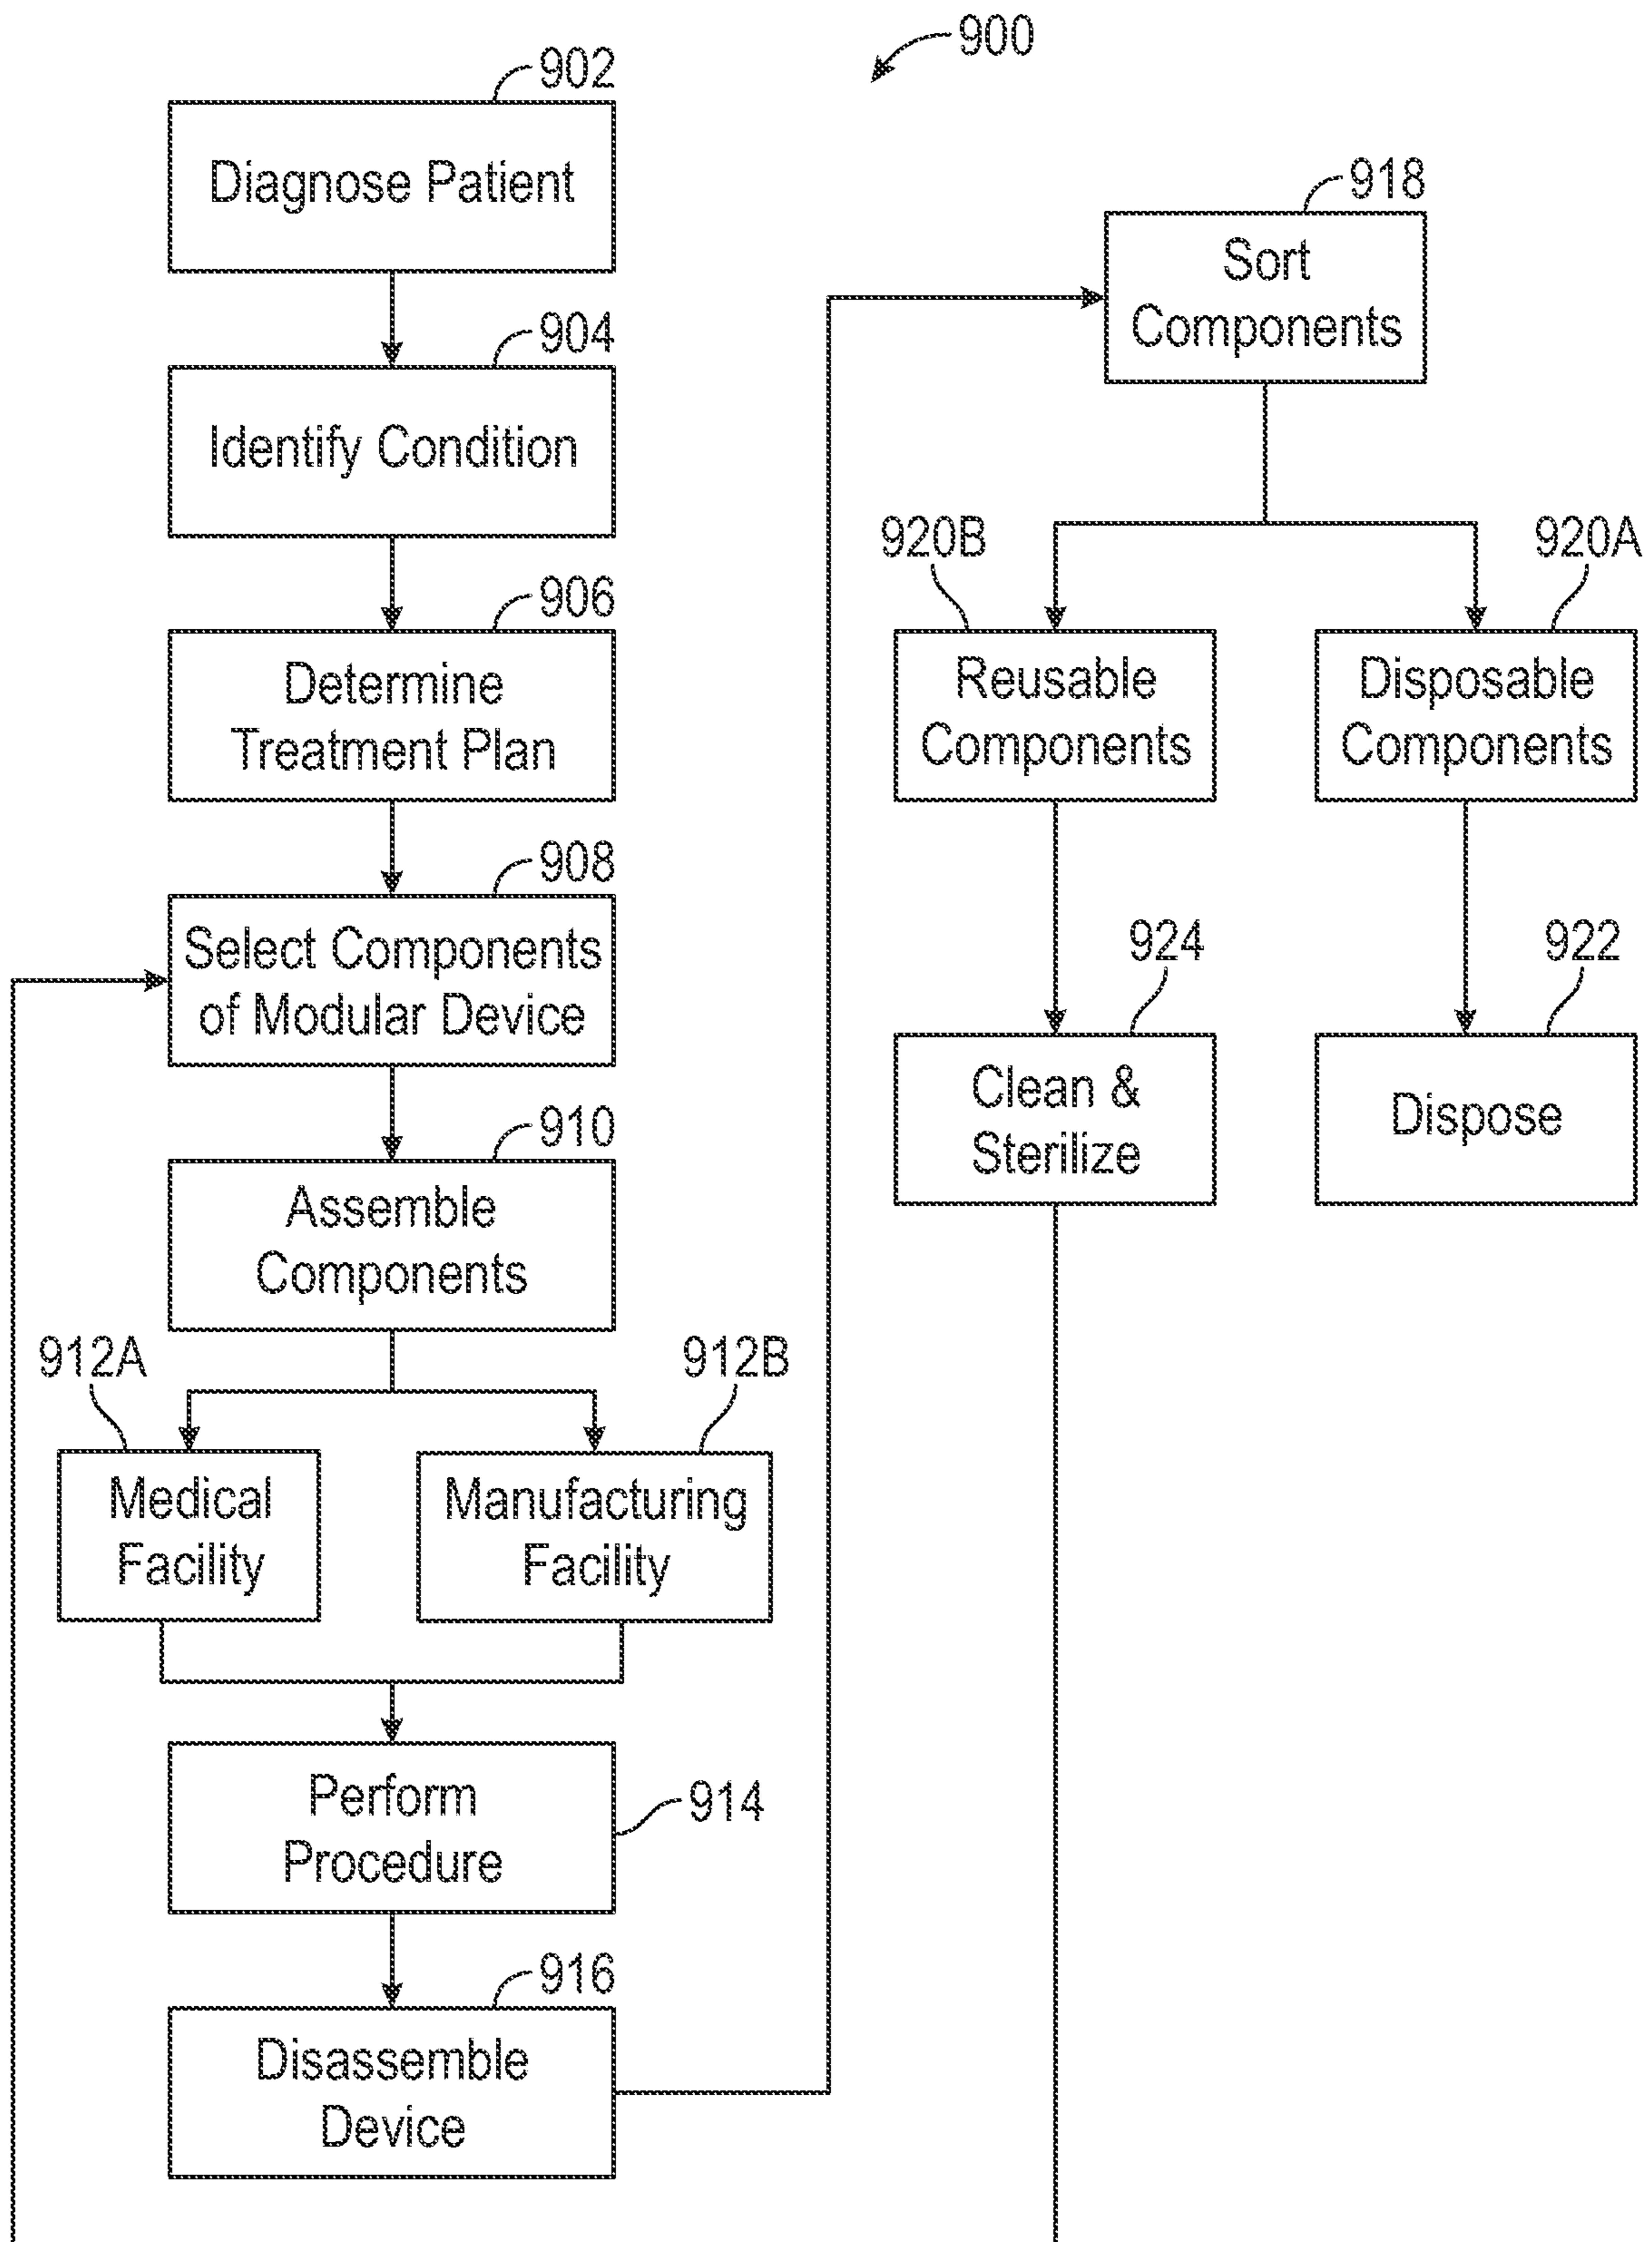 900
902
Diagnose Patient
904
Identify Condition
906
Determine
Treatment Plan
908
Select Components
of Modular Device
910
Assemble
Components
912A
Medical
Facility
912B
Manufacturing
Facility
Perform
Procedure
914
916
Disassemble
Device
918
Sort
Components
920B
Reusable
Components
920A
Disposable
Components
924
Clean &
Sterilize
922
Dispose